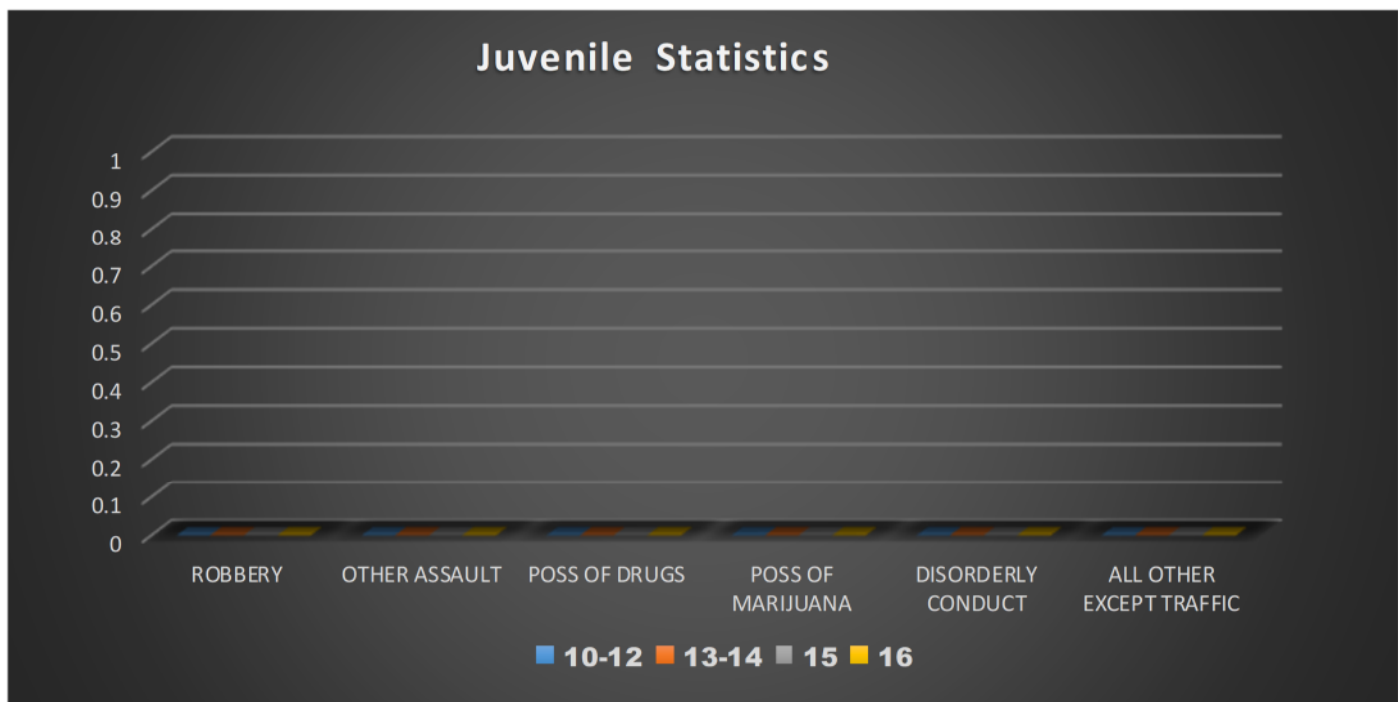 Juvenile Statistics
1
0.9
0.8
0.7
0.6
0.5
0.4
0.3
0.2
0.1
0
ROBBERY
OTHER ASSAULT
POSS OF DRUGS
POSS OF
MARIJUANA
DISORDERLY
CONDUCT
ALL OTHER
EXCEPT TRAFFIC
10-12 13-14 15 16